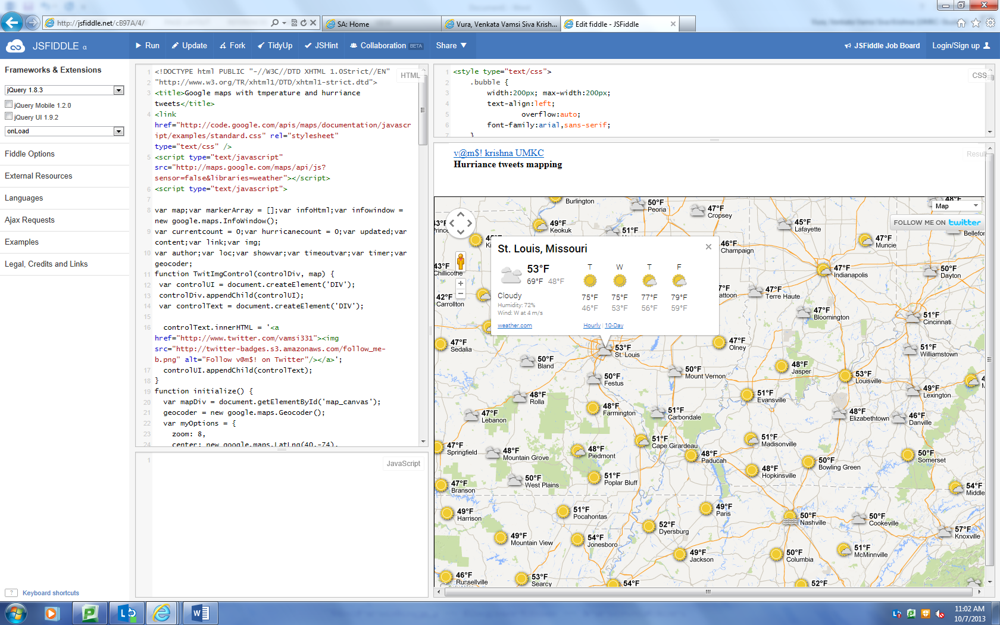 http://jsfiddle.net/cB97A/4/
SA: Home
Vura, Venkata Vamsi Siva Krish...
Edit fiddle - JSFiddle
JSFIDDLE α
Run
Update
Fork
TidyUp
JSHint
Collaboration BETA
Share
JSFiddle Job Board
Login/Sign up
Frameworks & Extensions
jQuery 1.8.3
jQuery Mobile 1.2.0
jQuery UI 1.9.2
onLoad
Fiddle Options
External Resources
Languages
Ajax Requests
Examples
Legal, Credits and Links
? Keyboard shortcuts
HTML
1 <!DOCTYPE html PUBLIC "-//W3C//DTD XHTML 1.0Strict//EN"
2 "http://www.w3.org/TR/xhtml1/DTD/xhtml1-strict.dtd">
3 <title>Google maps with tmperature and hurriance
tweets</title>
4 <link
href="http://code.google.com/apis/maps/documentation/javascr
ipt/examples/standard.css" rel="stylesheet"
type="text/css" />
5 <script type="text/javascript"
src="http://maps.google.com/maps/api/js?
sensor=false&libraries=weather"></script>
6 <script type="text/javascript">
7
8 var map;var markerArray = [];var infoHtml;var infowindow =
new google.maps.InfoWindow();
9 var currentcount = 0;var hurricanecount = 0;var updated;var
content;var link;var img;
10 var author;var loc;var showvar;var timeoutvar;var timer;var
geocoder;
11 function TwitImgControl(controlDiv, map) {
12 var controlUI = document.createElement('DIV');
13 controlDiv.appendChild(controlUI);
14 var controlText = document.createElement('DIV');
15
16 controlText.innerHTML = '<a
href="http://www.twitter.com/vamsi331"><img
src="http://twitter-badges.s3.amazonaws.com/follow_me-
b.png" alt="Follow v@m$! on Twitter"/></a>';
17 controlUI.appendChild(controlText);
18 }
19 function initialize() {
20 var mapDiv = document.getElementById('map_canvas');
21 geocoder = new google.maps.Geocoder();
22 var myOptions = {
23 zoom: 8,
24 center: new google.maps.LatLng(40,-74),
1
JavaScript
CSS
1 <style type="text/css">
2 .bubble {
3 width:200px; max-width:200px;
4 text-align:left;
5 overflow:auto;
6 font-family:arial,sans-serif;
7 }
v@m$! krishna UMKC
Result
Hurriance tweets mapping
Map
FOLLOW ME ON twitter
Burlington
50°F
Peoria
47°F
Cropsey
48°F
43°F
Princ
49°F
Keokuk
51°F
45°F
Lafayette
Bellefor
47°F
Muncie
46°F
Champaign
43°F
Chillicothe
47°F
Indianapolis
50°F
Dayton
42°F
Carrollton
7°F
attoon
47°F
Terre Haute
47°F
Bloomington
51°F
Cincinnati
St. Louis, Missouri
53°F
69°F 48°F
Cloudy
Humidity: 72%
Wind: W at 4 m/s
weather.com
T W T F
75°F 75°F 77°F 79°F
46°F 53°F 56°F 59°F
Hourly | 10-Day
47°F
Sedalia
53°F
St. Louis
47°F
Olney
51°F
Williamstown
50°F
Bland
50°F
Mount Vernon
48°F
Jasper
50°F
Festus
53°F
Louisville
48°F
Rolla
51°F
Evansville
49°F
Lexington
47°F
Lebanon
48°F
Farmington
51°F
Carbondale
48°F
Elizabethtown
46°F
Danville
47°F
Springfield
48°F
Mountain Grove
48°F
Piedmont
51°F
Cape Girardeau
48°F
Paducah
51°F
Madisonville
50°F
Somerset
50°F
Bowling Green
48°F
Hopkinsville
47°F
Branson
50°F
West Plains
51°F
Poplar Bluff
54°F
Middle
49°F
Harrison
51°F
Pocahontas
49°F
Paris
50°F
Nashville
50°F
Cookeville
52°F
Dyersburg
57°F
Knoxville
49°F
Mountain View
54°F
Jonesboro
49°F
Jackson
50°F
Columbia
51°F
McMinnville
46°F
Russellville
53°F
Searcy
54°F
52°F
11:02 AM
10/7/2013